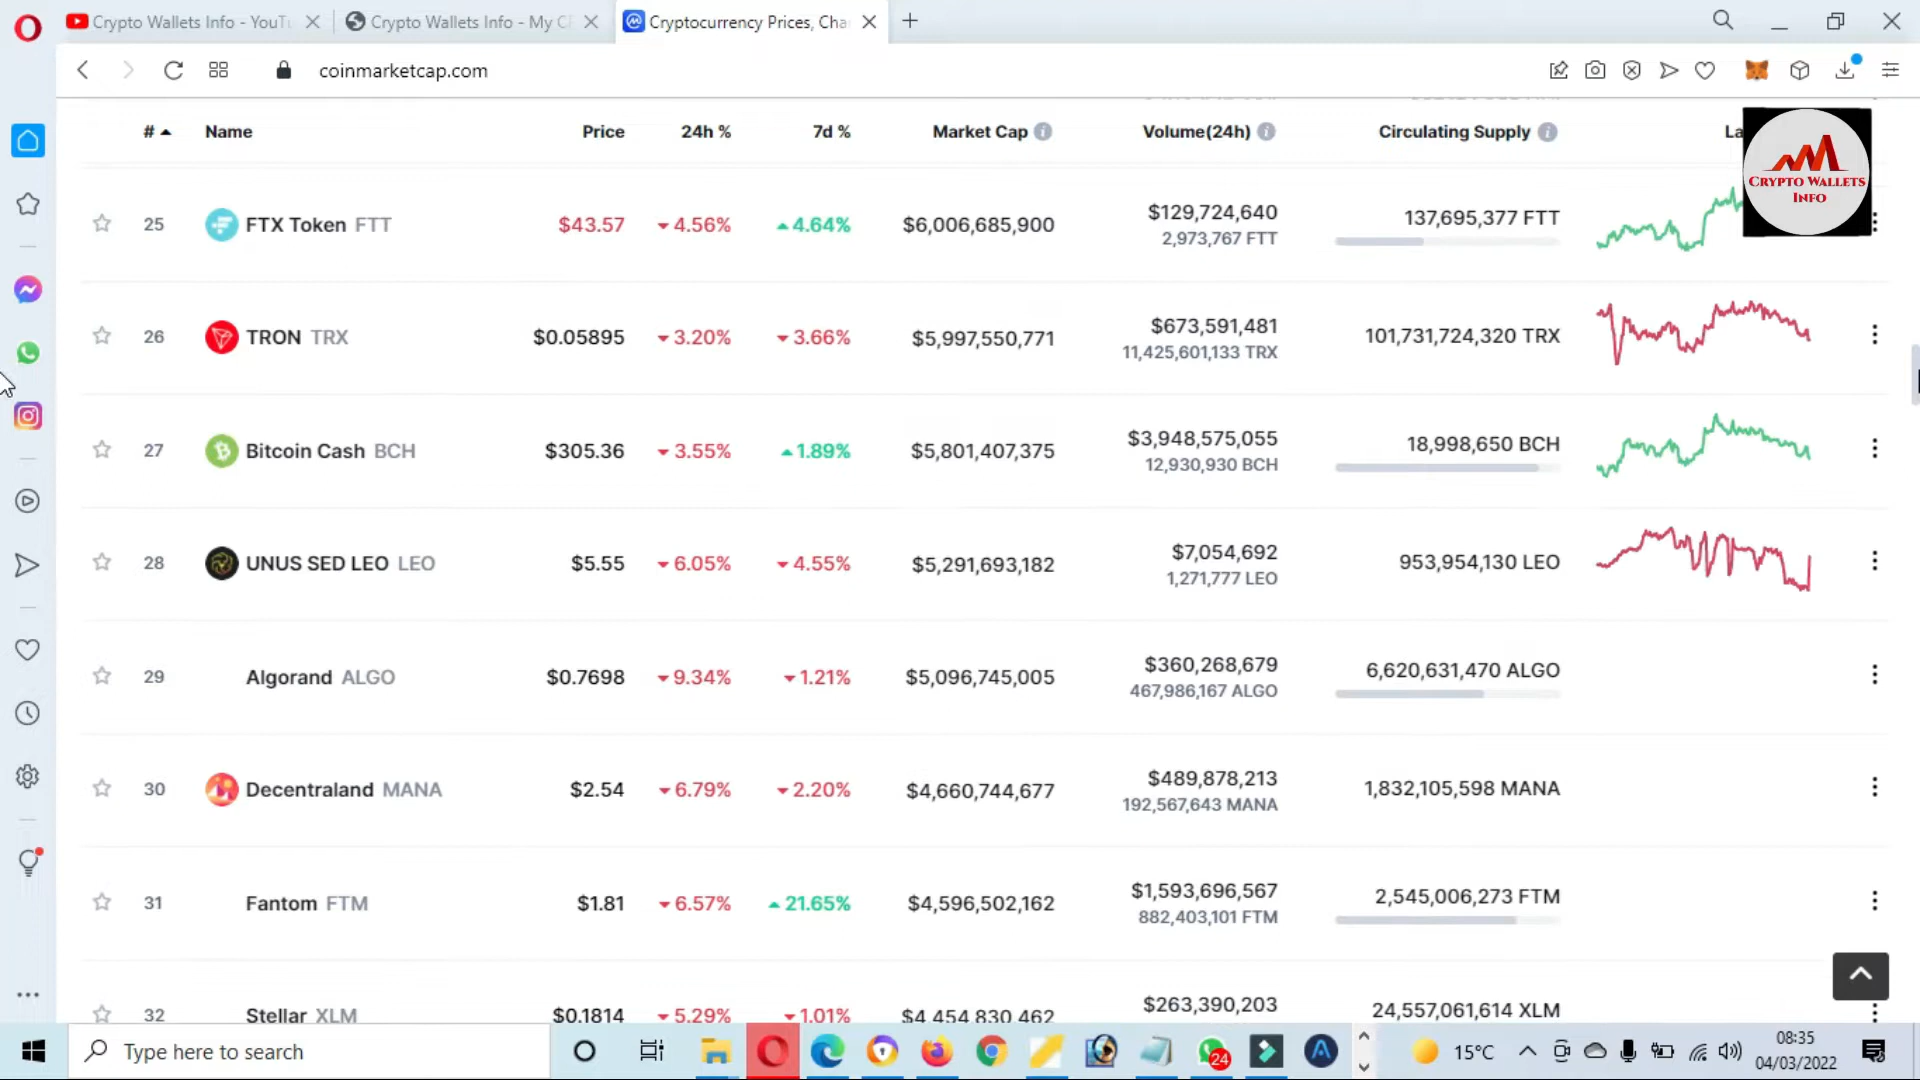 Crypto Wallets Info - YouTu
Crypto Wallets Info - My C
Cryptocurrency Prices, Cha
coinmarketcap.com
# Name Price 24h % 7d % Market Cap Volume(24h) Circulating Supply La
CRYPTO WALLETS
INFO
25 FTX Token FTT $43.57 4.56% 4.64% $6,006,685,900 $129,724,640 137,695,377 FTT
2,973,767 FTT
26 TRON TRX $0.05895 3.20% 3.66% $5,997,550,771 $673,591,481 101,731,724,320 TRX
11,425,601,133 TRX
27 Bitcoin Cash BCH $305.36 3.55% 1.89% $5,801,407,375 $3,948,575,055 18,998,650 BCH
12,930,930 BCH
28 UNUS SED LEO LEO $5.55 6.05% 4.55% $5,291,693,182 $7,054,692 953,954,130 LEO
1,271,777 LEO
29 Algorand ALGO $0.7698 9.34% 1.21% $5,096,745,005 $360,268,679 6,620,631,470 ALGO
467,986,167 ALGO
30 Decentraland MANA $2.54 6.79% 2.20% $4,660,744,677 $489,878,213 1,832,105,598 MANA
192,567,643 MANA
31 Fantom FTM $1.81 6.57% 21.65% $4,596,502,162 $1,593,696,567 2,545,006,273 FTM
882,403,101 FTM
32 Stellar XLM $0.1814 5.29% 1.01% $4,454,830,462 $263,390,203 24,557,061,614 XLM
Type here to search
24
15°C
08:35
04/03/2022